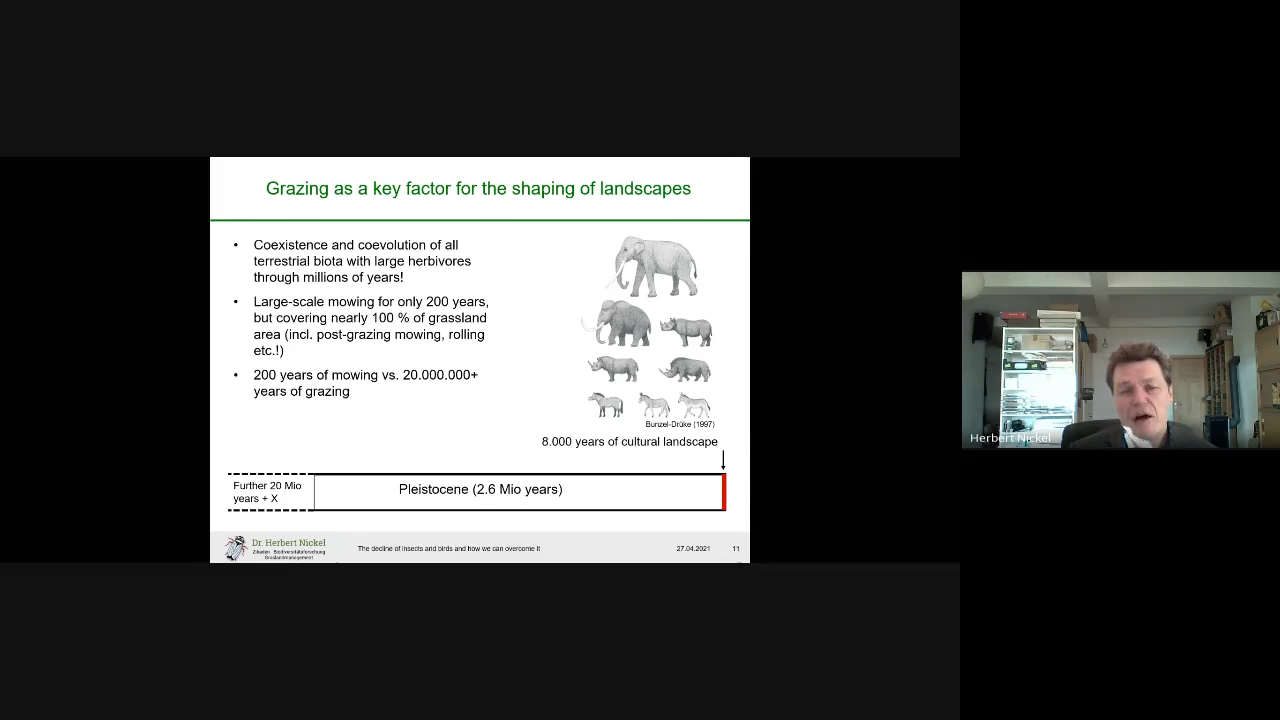 Grazing as a key factor for the shaping of landscapes
• Coexistence and coevolution of all
terrestrial biota with large herbivores
through millions of years!
• Large-scale mowing for only 200 years,
but covering nearly 100 % of grassland
area (incl. post-grazing mowing, rolling
etc.!)
• 200 years of mowing vs. 20.000.000+
years of grazing
Bunzel-Drüke (1997)
8.000 years of cultural landscape
Further 20 Mio
years + X
Pleistocene (2.6 Mio years)
Dr. Herbert Nickel
Zikaden Biodiversitätsforschung
Graslandmanagement
The decline of insects and birds and how we can overcome it
27.04.2021
11
Herbert Nickel